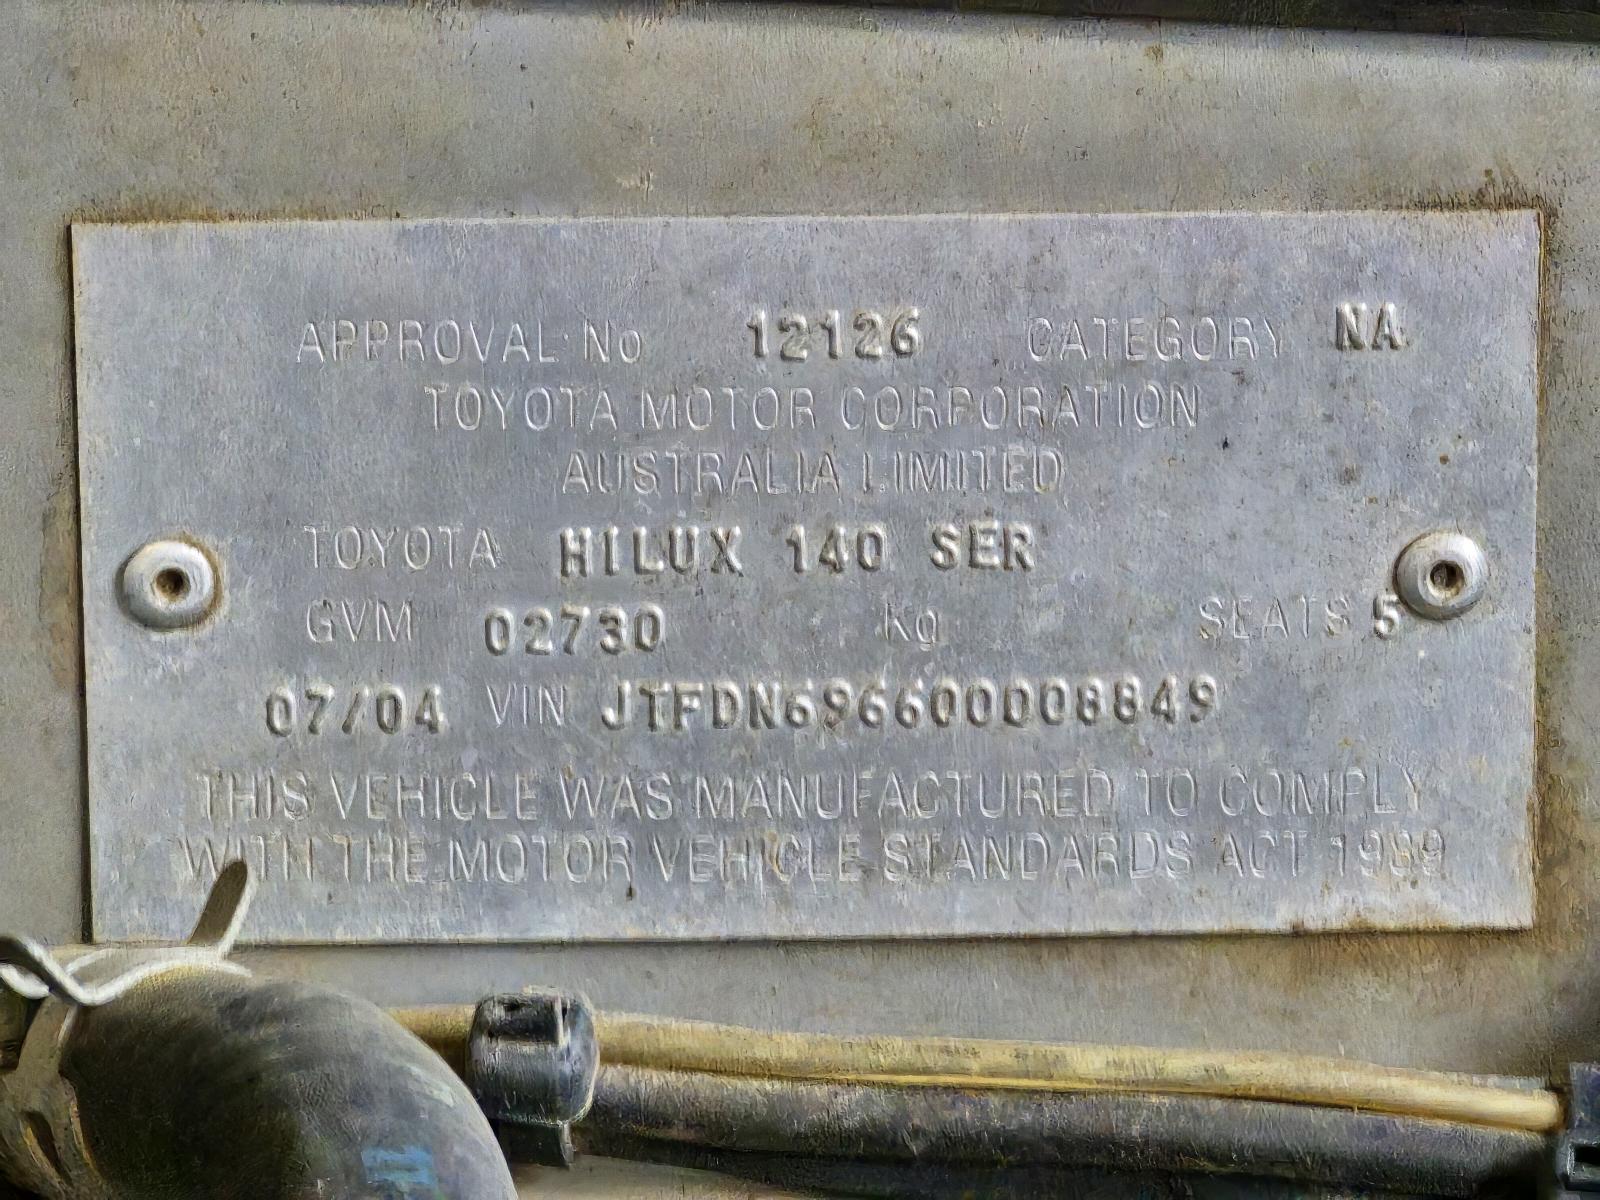 APPROVAL No 12126 CATEGORY NA
TOYOTA MOTOR CORPORATION
AUSTRALIA LIMITED
TOYOTA HILUX 140 SER
GVM 02730 Kg SEATS 5
07/04 VIN JTFDN696600008849
THIS VEHICLE WAS MANUFACTURED TO COMPLY
WITH THE MOTOR VEHICLE STANDARDS ACT 1989